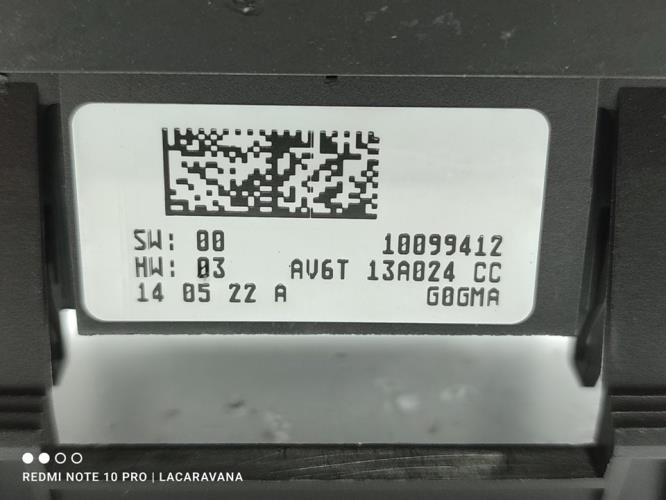 SW: 00 10099412
HW: 03 AV6T 13A024 CC
14 05 22 A G0GMA
REDMI NOTE 10 PRO | LACARAVANA